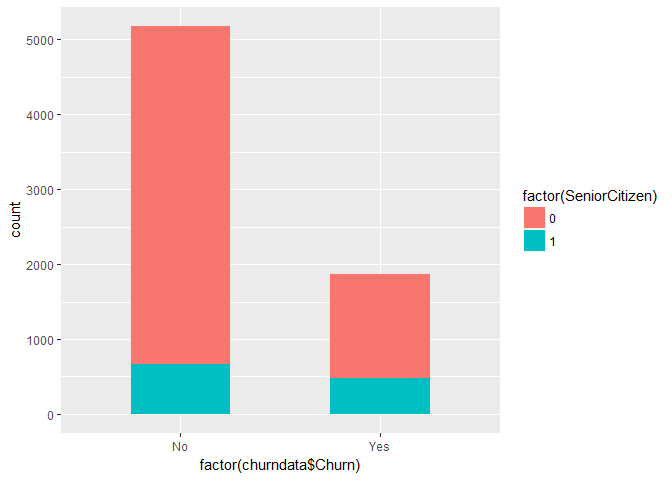 5000
4000
3000
2000
1000
0
count
No Yes
factor(churndata$Churn)
factor(SeniorCitizen)
0
1